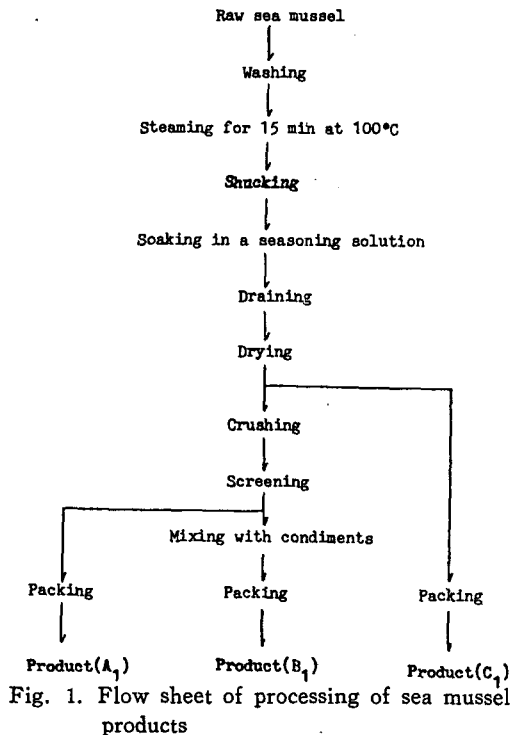 Raw sea mussel
Washing
Steaming for 15 min at 100°C
Shucking
Soaking in a seasoning solution
Draining
Drying
Crushing
Screening
Mixing with condiments
Packing Packing Packing
Product(A₁) Product(B₁) Product(C₁)
Fig. 1. Flow sheet of processing of sea mussel
products